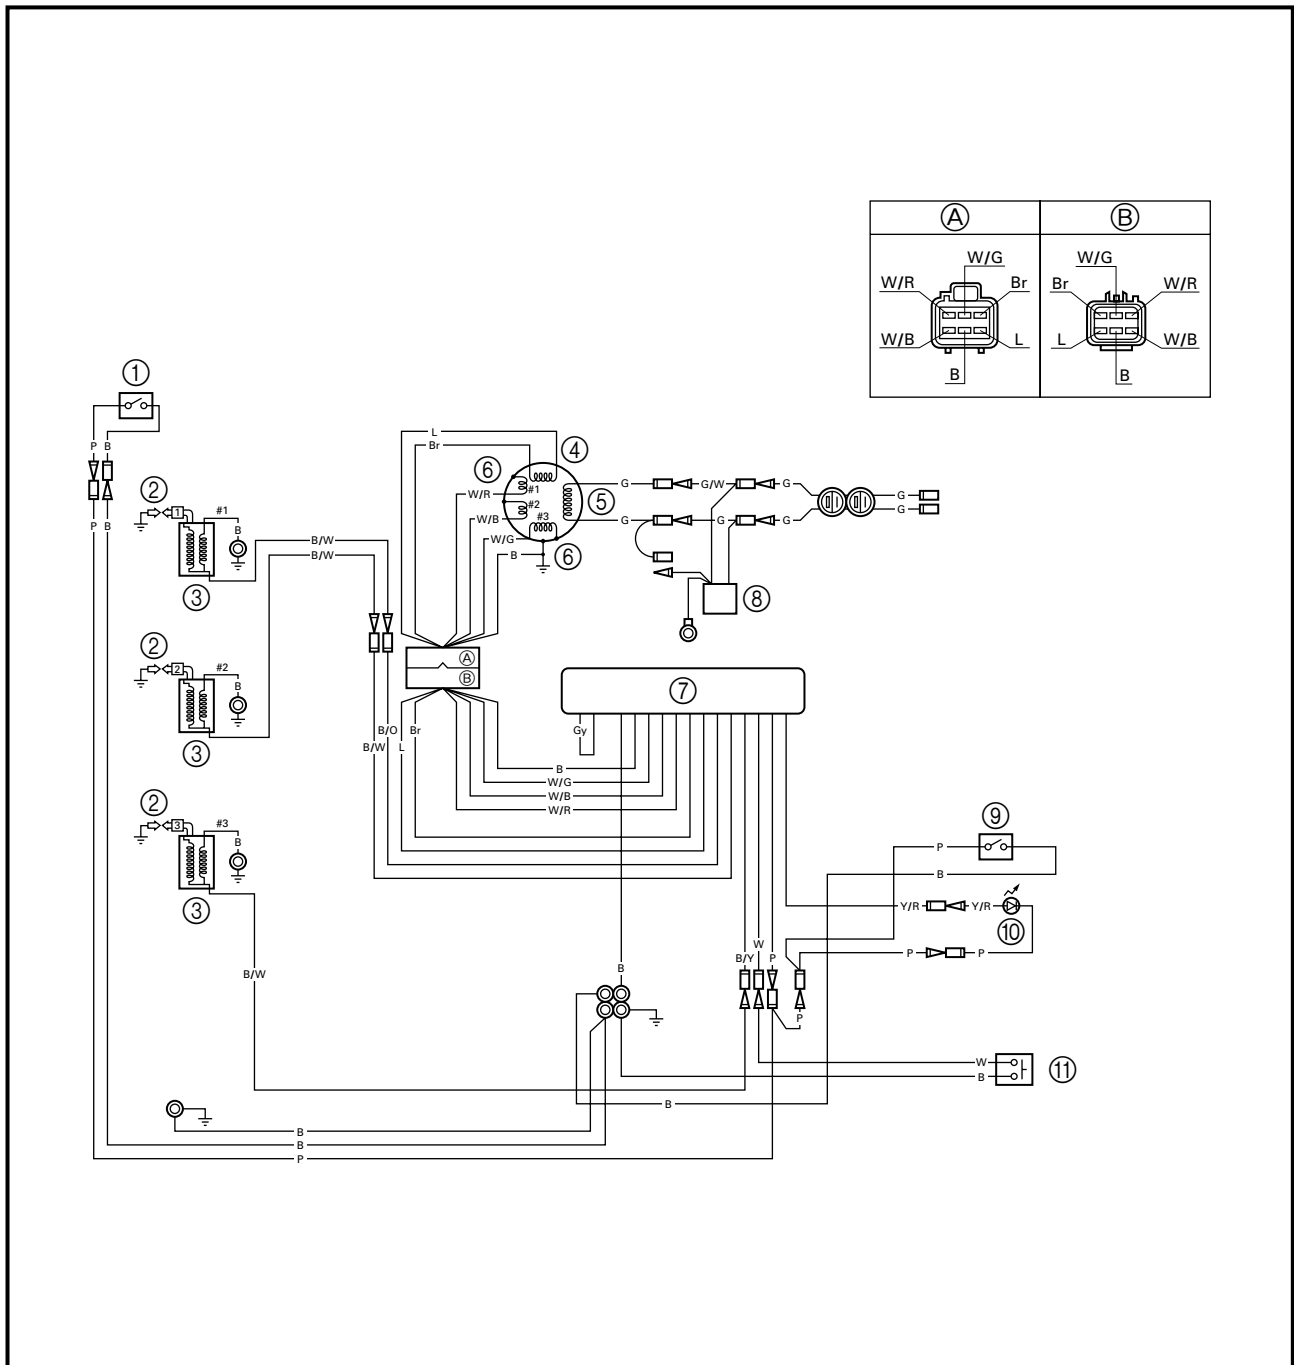 Ⓐ Ⓑ
W/G W/G
W/R Br Br W/R
W/B L L W/B
B B
①
L
P B Br ④
⑥
② G G/W G
#1 W/R #1 ⑤ G
1 #2
B W/B #3 G G G G
B/W W/G
B/W B ⑥
③ ⑧
② Ⓐ
#2 Ⓑ
2 B ⑦
P B
B/O Br Gy
③ B/W L
B
W/G
② W/B
#3 W/R ⑨
3 B P
B
③ Y/R Y/R
⑩
W
B/Y P P P
B/W B
P
W ⑪
B
B
B
B
P